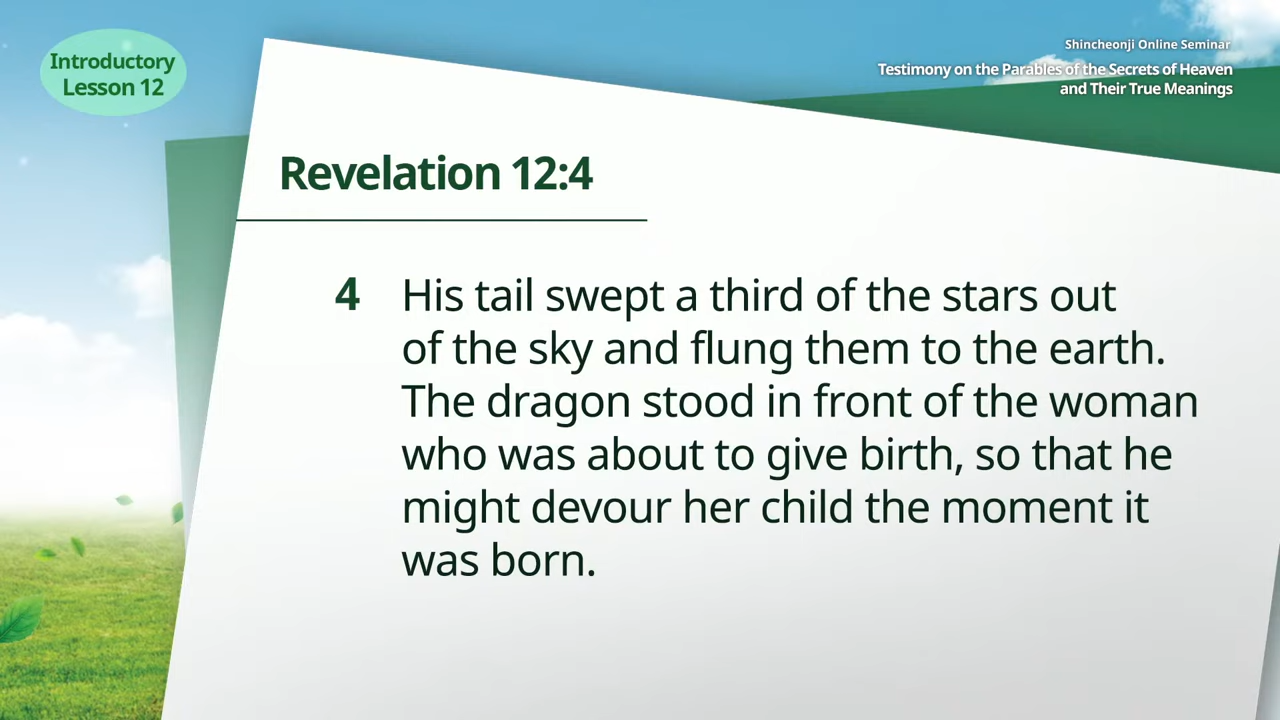 Introductory
Lesson 12
Shincheonji Online Seminar
Testimony on the Parables of the Secrets of Heaven
and Their True Meanings
Revelation 12:4
4 His tail swept a third of the stars out
of the sky and flung them to the earth.
The dragon stood in front of the woman
who was about to give birth, so that he
might devour her child the moment it
was born.